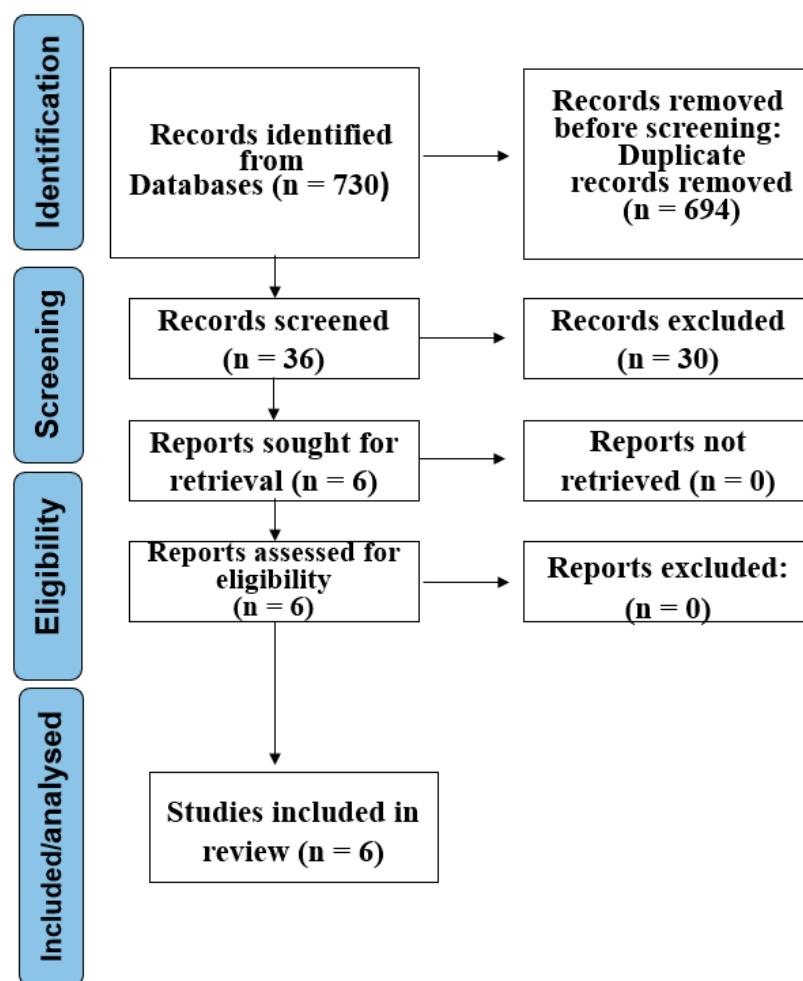 Identification
Records identified
from
Databases (n = 730)
Records removed
before screening:
Duplicate
records removed
(n = 694)
Screening
Records screened
(n = 36)
Records excluded
(n = 30)
Reports sought for
retrieval (n = 6)
Reports not
retrieved (n = 0)
Eligibility
Reports assessed for
eligibility
(n = 6)
Reports excluded:
(n = 0)
Included/analysed
Studies included in
review (n = 6)